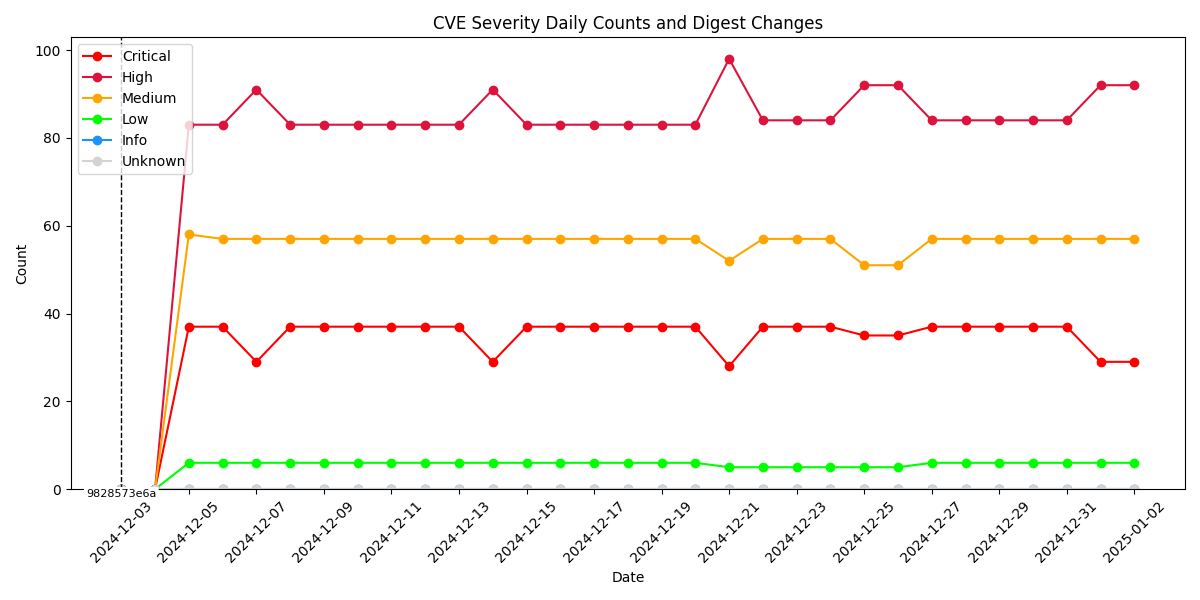 CVE Severity Daily Counts and Digest Changes
Critical
High
Medium
Low
Info
Unknown
Count
100
80
60
40
20
0
9828573e6a
2024-12-03
2024-12-05
2024-12-07
2024-12-09
2024-12-11
2024-12-13
2024-12-15
2024-12-17
2024-12-19
2024-12-21
2024-12-23
2024-12-25
2024-12-27
2024-12-29
2024-12-31
2025-01-02
Date